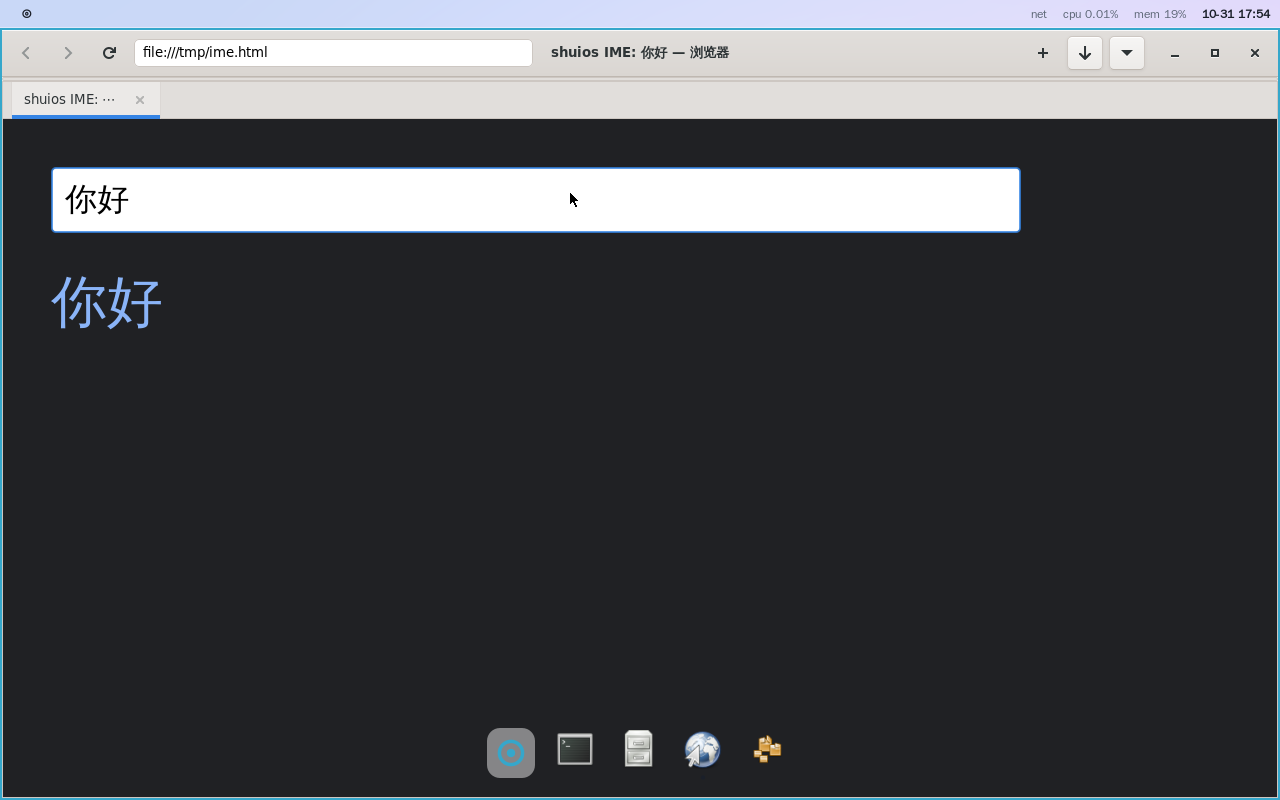 net cpu 0.01% mem 19% 10-31 17:54
file:///tmp/ime.html shuios IME: 你好 — 浏览器
shuios IME: ···
你好
你好